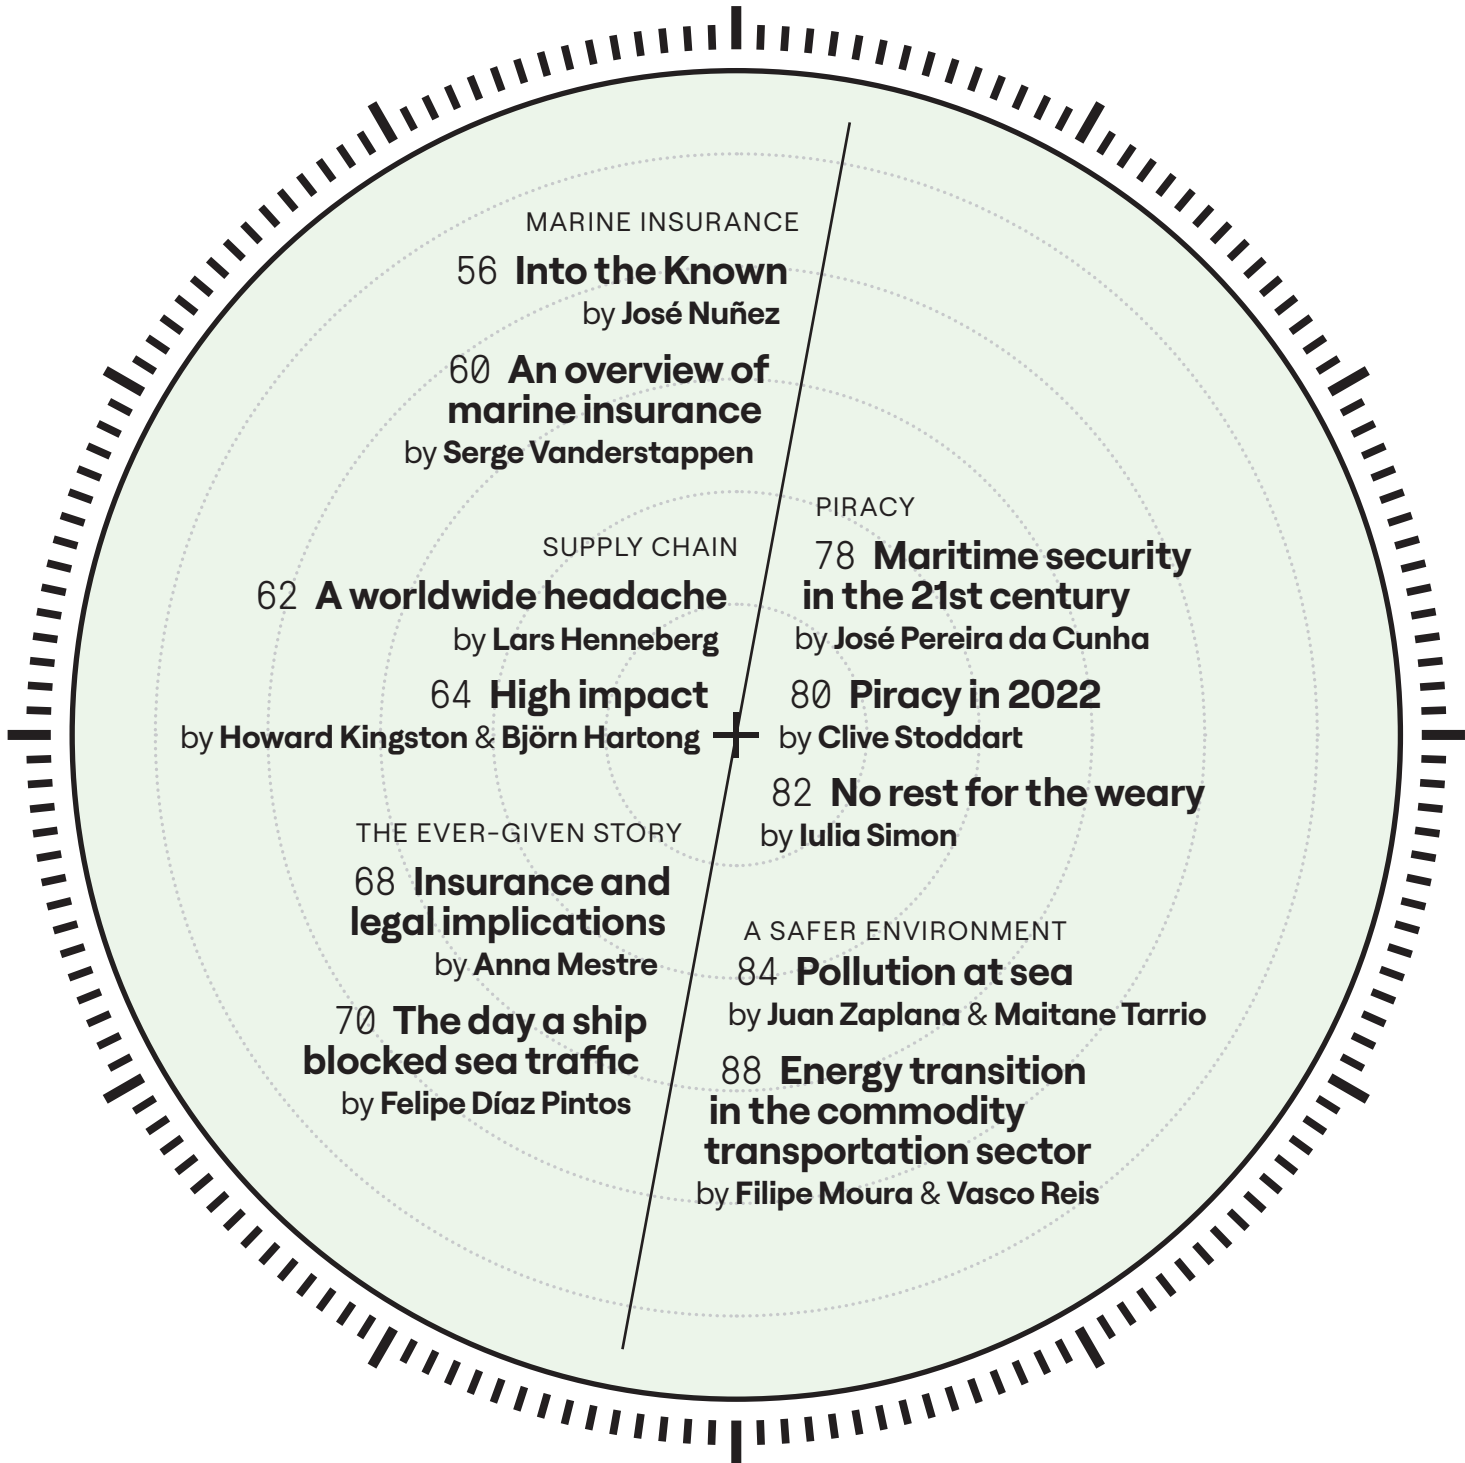 MARINE INSURANCE
56 Into the Known
by José Nuñez
60 An overview of
marine insurance
by Serge Vanderstappen
SUPPLY CHAIN
62 A worldwide headache
by Lars Henneberg
64 High impact
by Howard Kingston & Björn Hartong
THE EVER-GIVEN STORY
68 Insurance and
legal implications
by Anna Mestre
70 The day a ship
blocked sea traffic
by Felipe Díaz Pintos
PIRACY
78 Maritime security
in the 21st century
by José Pereira da Cunha
80 Piracy in 2022
by Clive Stoddart
82 No rest for the weary
by Iulia Simon
A SAFER ENVIRONMENT
84 Pollution at sea
by Juan Zaplana & Maitane Tarrio
88 Energy transition
in the commodity
transportation sector
by Filipe Moura & Vasco Reis